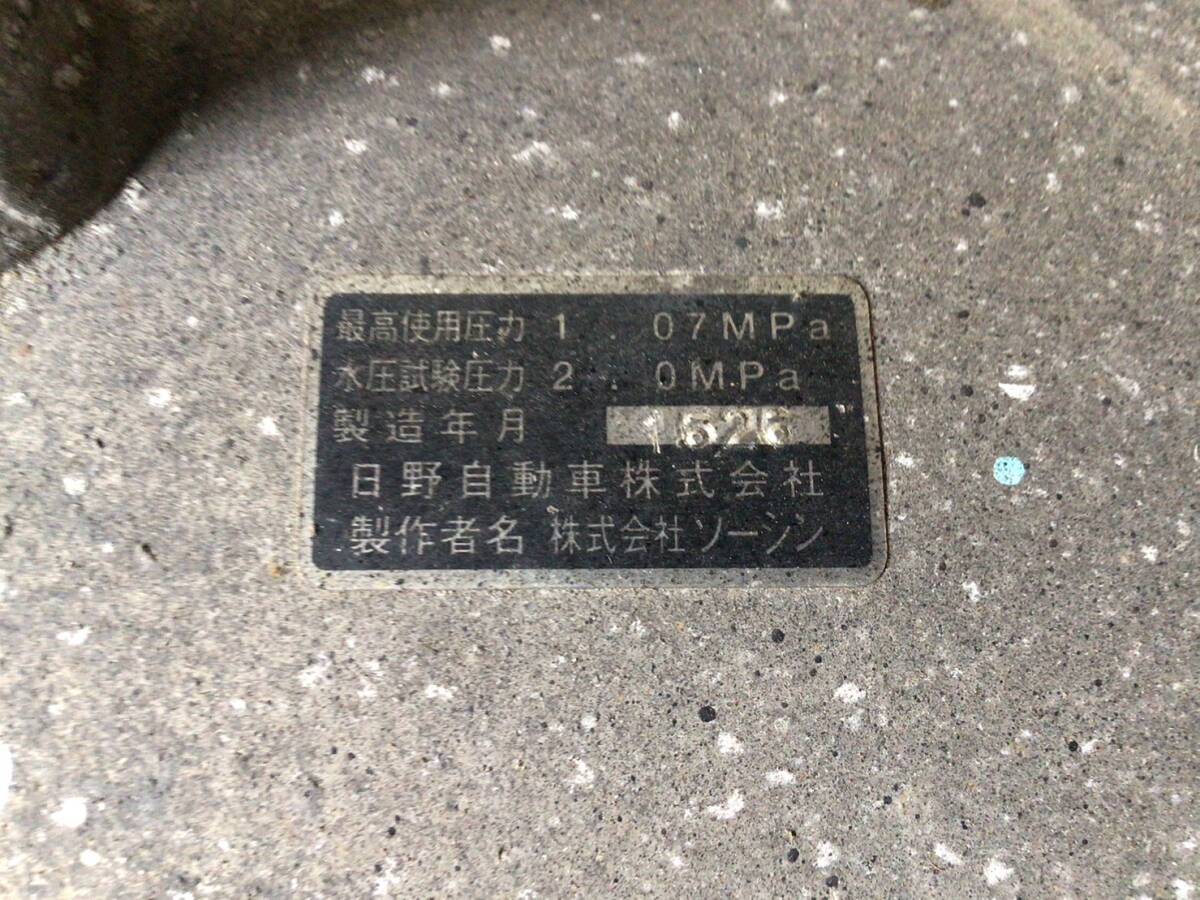 最高使用圧力 1.07MPa
水圧試験圧力 2.0MPa
製造年月 1526
日野自動車株式会社
製作者名 株式会社ソーシン